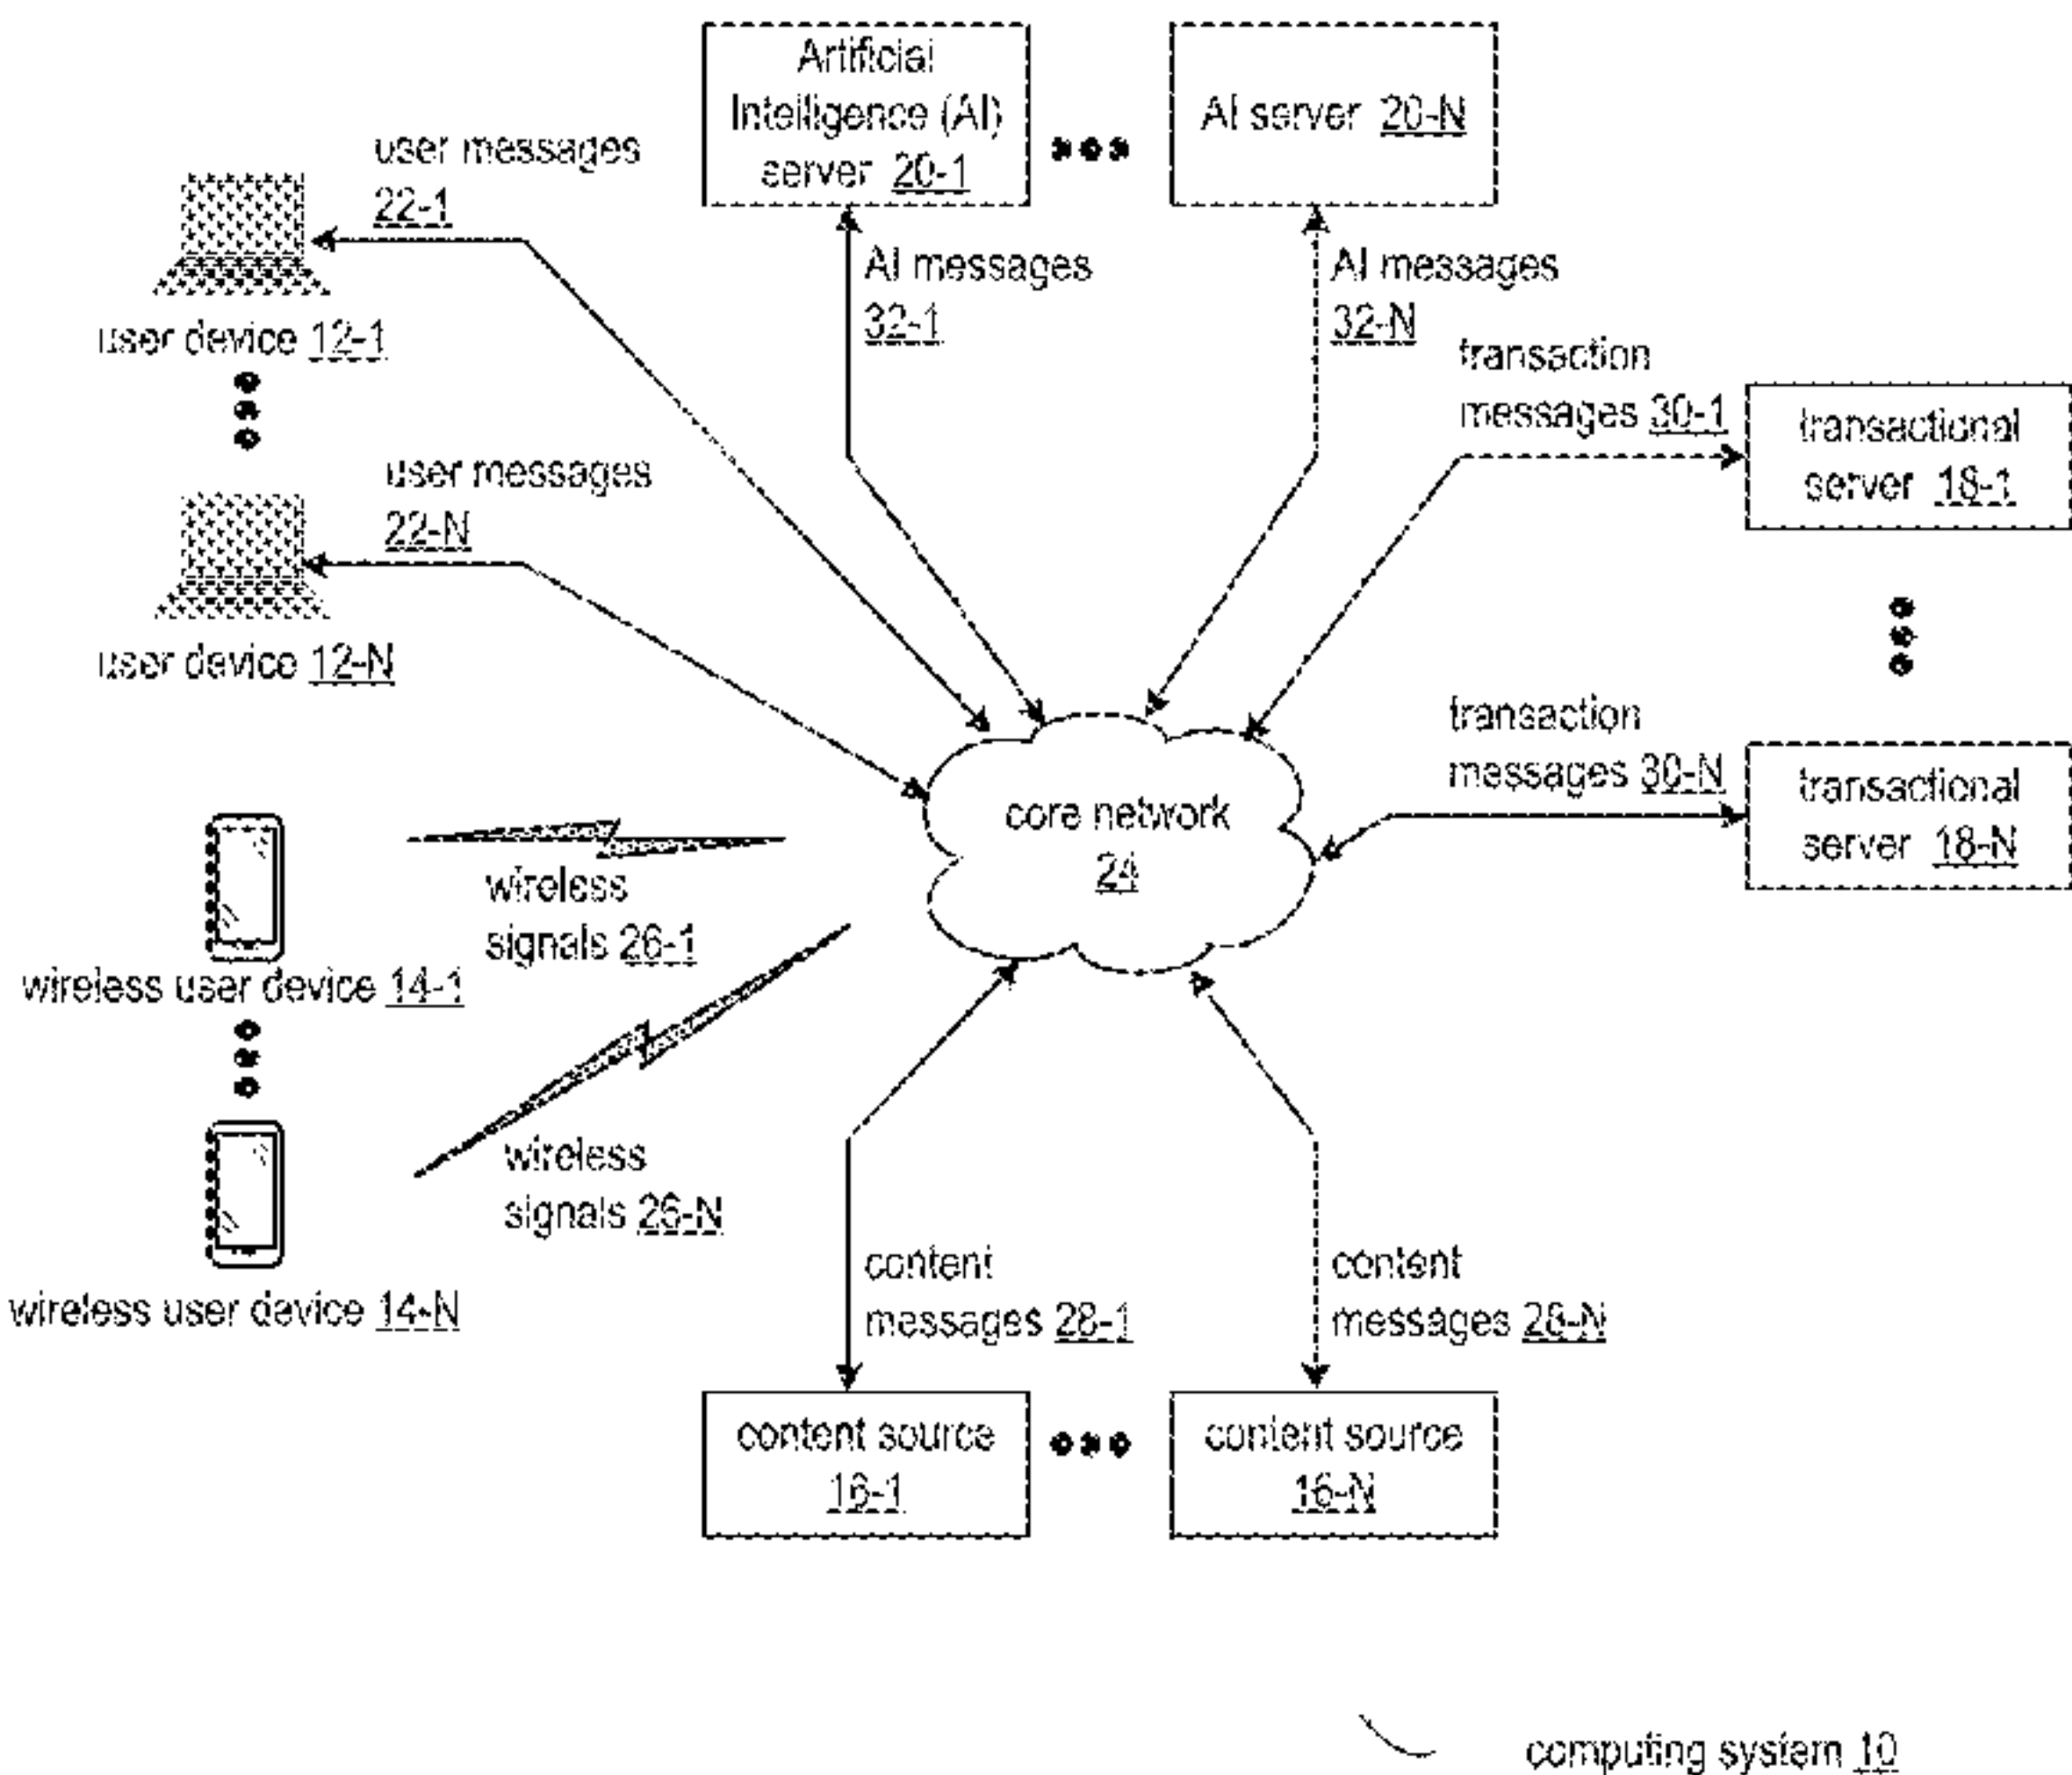 Artificial
Intelligence (AI)
server 20-1
AI server 20-N
user messages
22-1
AI messages
32-1
AI messages
32-N
user device 12-1
transaction
messages 30-1
transactional
server 18-1
user messages
22-N
user device 12-N
transaction
messages 30-N
transactional
server 18-N
core network
24
wireless
signals 26-1
wireless user device 14-1
wireless
signals 26-N
wireless user device 14-N
content
messages 28-1
content
messages 28-N
content source
16-1
content source
16-N
computing system 10